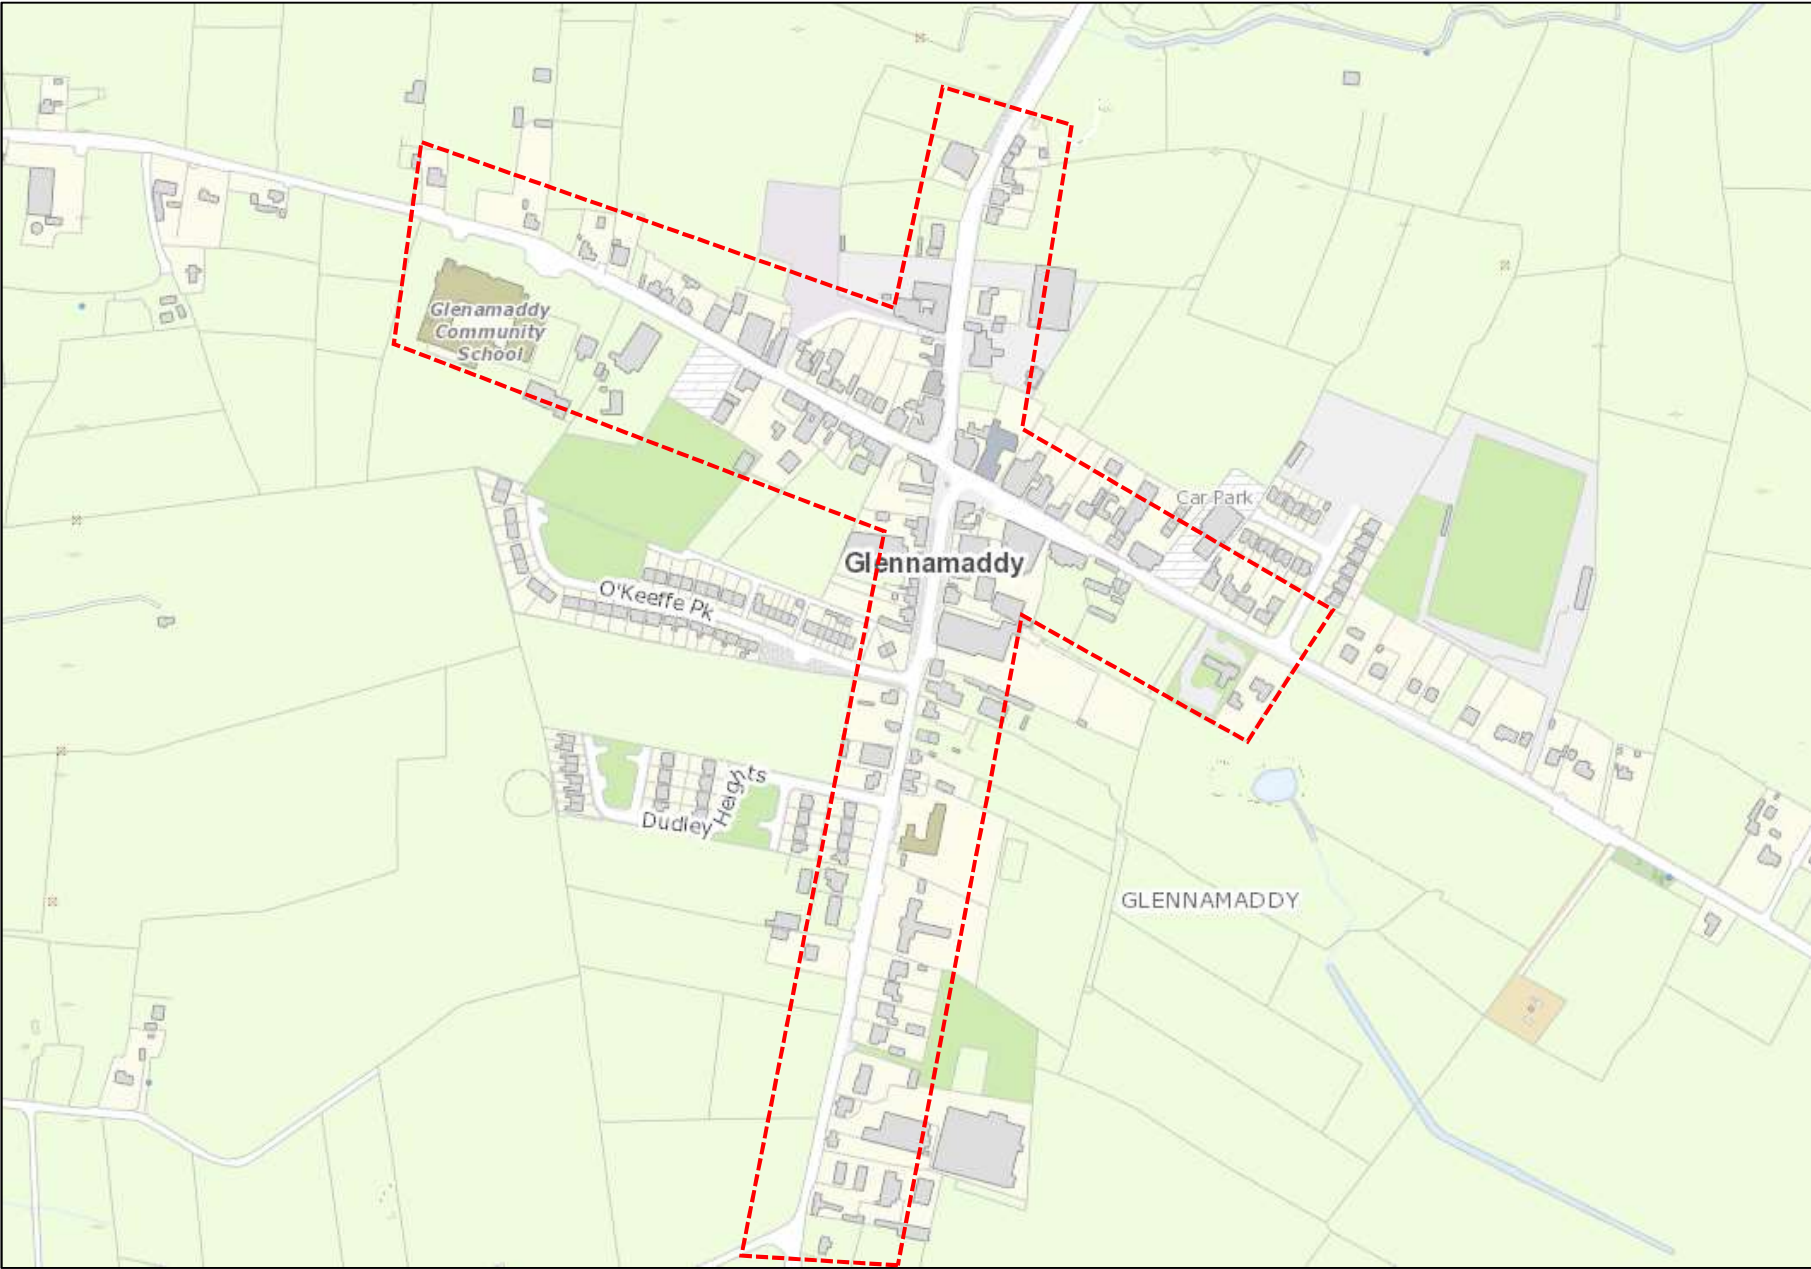 Glenamaddy
Community
School
Car Park
Glennamaddy
O'Keeffe Pk
Dudley Heights
GLENNAMADDY